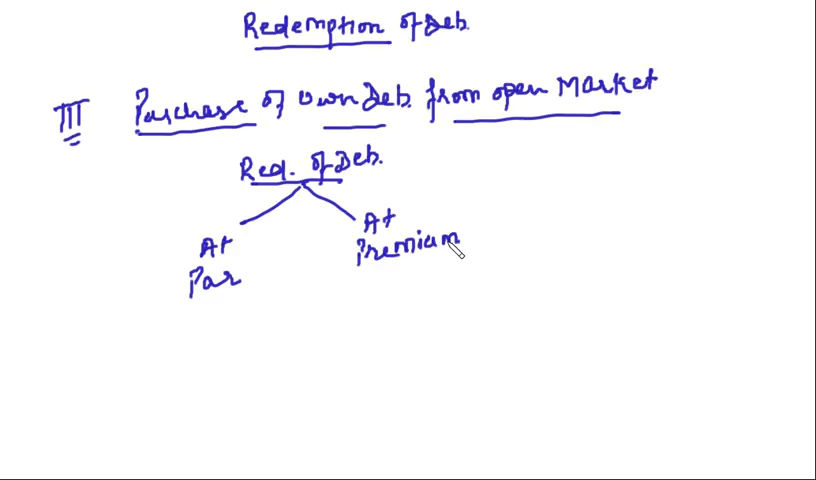 Redemption of Deb.
III Purchase of own Deb. from open Market
Red. of Deb.
At Par
At Premium